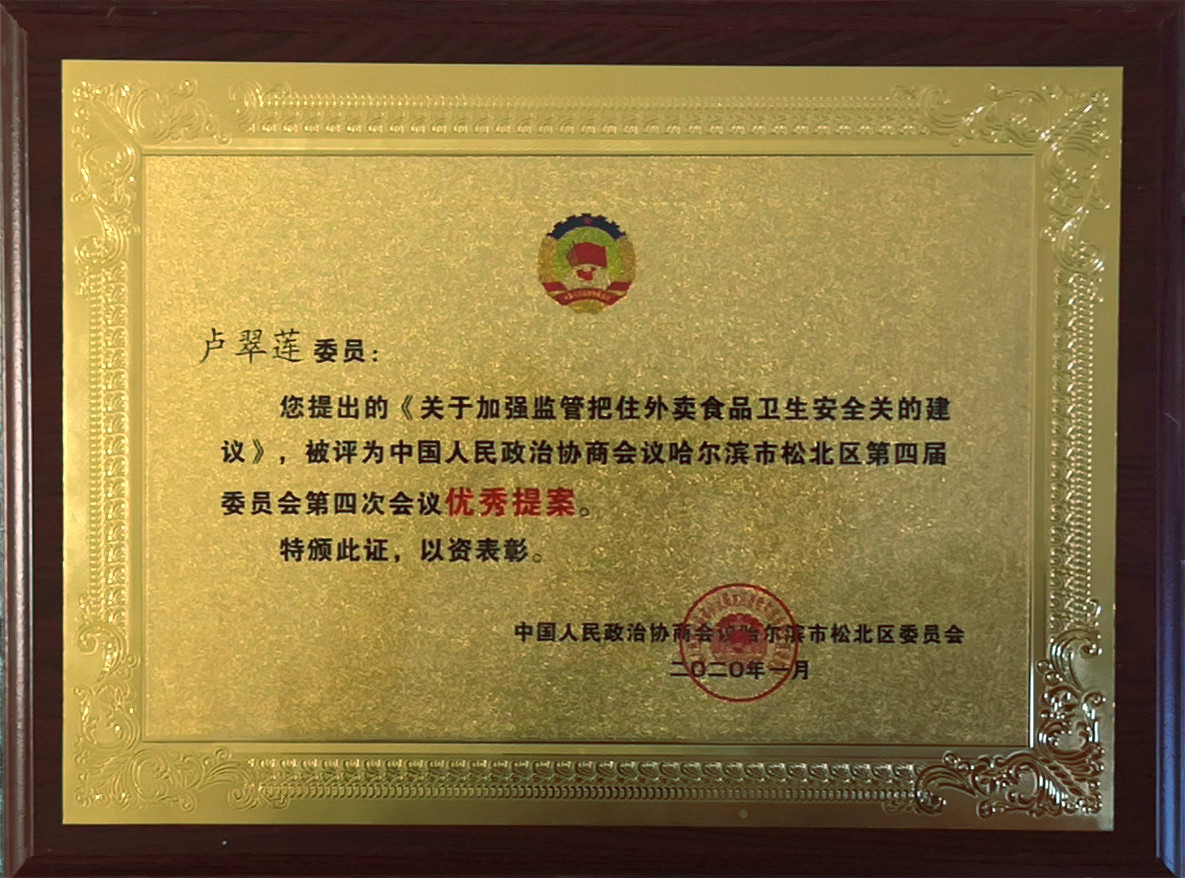 卢翠莲委员：
您提出的《关于加强监管把住外卖食品卫生安全关的建
议》，被评为中国人民政治协商会议哈尔滨市松北区第四届
委员会第四次会议优秀提案。
特颁此证，以资表彰。
中国人民政治协商会议哈尔滨市松北区委员会
二〇二〇年一月